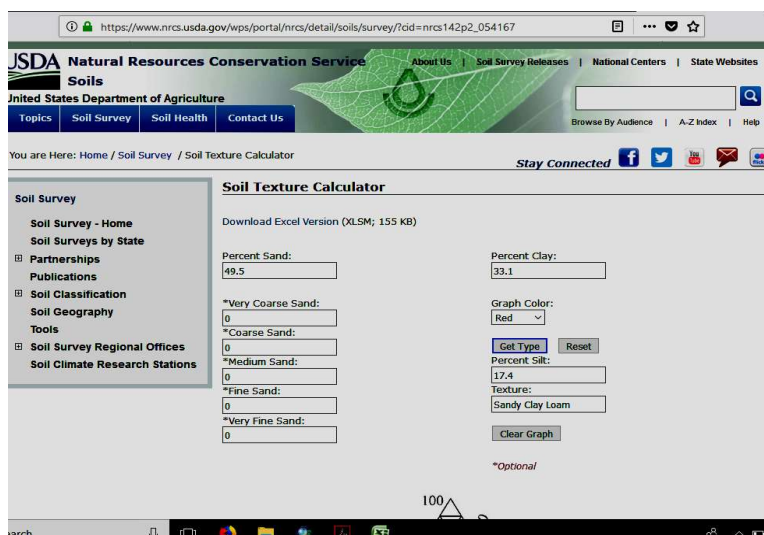 https://www.nrcs.usda.gov/wps/portal/nrcs/detail/soils/survey/?cid=nrcs142p2_054167
USDA Natural Resources Conservation Service
Soils
United States Department of Agriculture
About Us | Soil Survey Releases | National Centers | State Websites
Topics Soil Survey Soil Health Contact Us
Browse By Audience | A-Z Index | Help
You are Here: Home / Soil Survey / Soil Texture Calculator
Stay Connected
Soil Survey
Soil Survey - Home
Soil Surveys by State
Partnerships
Publications
Soil Classification
Soil Geography
Tools
Soil Survey Regional Offices
Soil Climate Research Stations
Soil Texture Calculator
Download Excel Version (XLSM; 155 KB)
Percent Sand:
49.5
*Very Coarse Sand:
0
*Coarse Sand:
0
*Medium Sand:
0
*Fine Sand:
0
*Very Fine Sand:
0
Percent Clay:
33.1
Graph Color:
Red
Get Type Reset
Percent Silt:
17.4
Texture:
Sandy Clay Loam
Clear Graph
*Optional
100